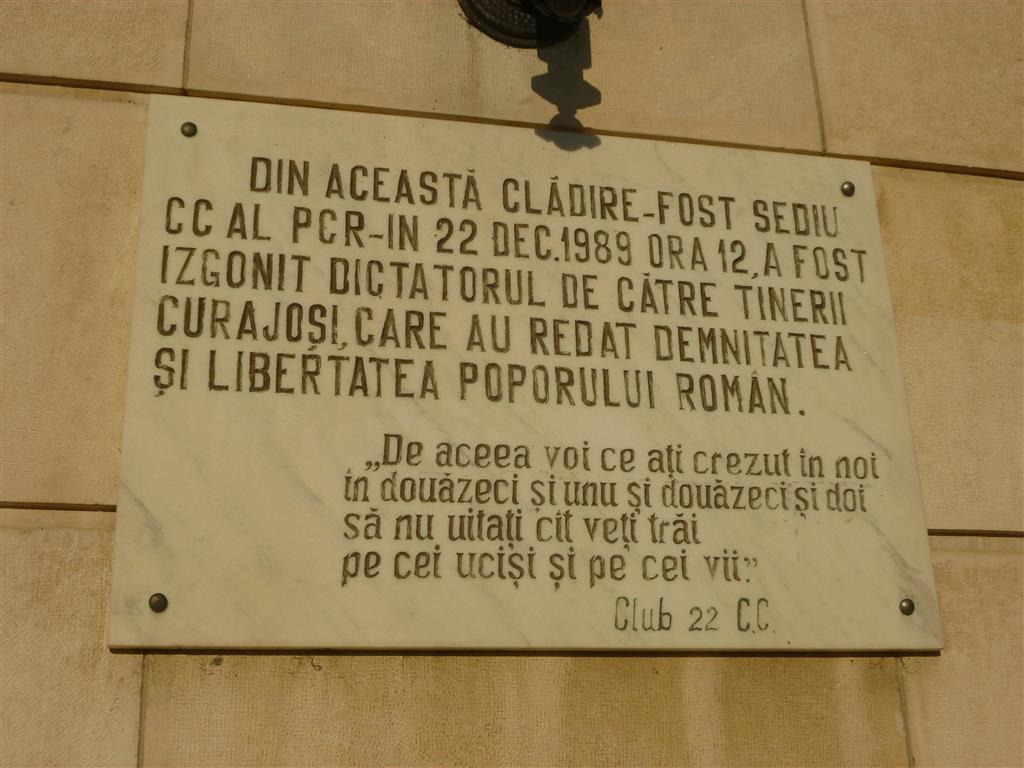 DIN ACEASTĂ CLĂDIRE-FOST SEDIU
CC AL PCR-IN 22 DEC.1989 ORA 12,A FOST
IZGONIT DICTATORUL DE CĂTRE TINERII
CURAJOȘI,CARE AU REDAT DEMNITATEA
ȘI LIBERTATEA POPORULUI ROMÂN.
„De aceea voi ce ați crezut in noi
in douăzeci și unu și douăzeci și doi
să nu uitați cit veți trăi
pe cei uciși și pe cei vii."
Club 22 C.C.